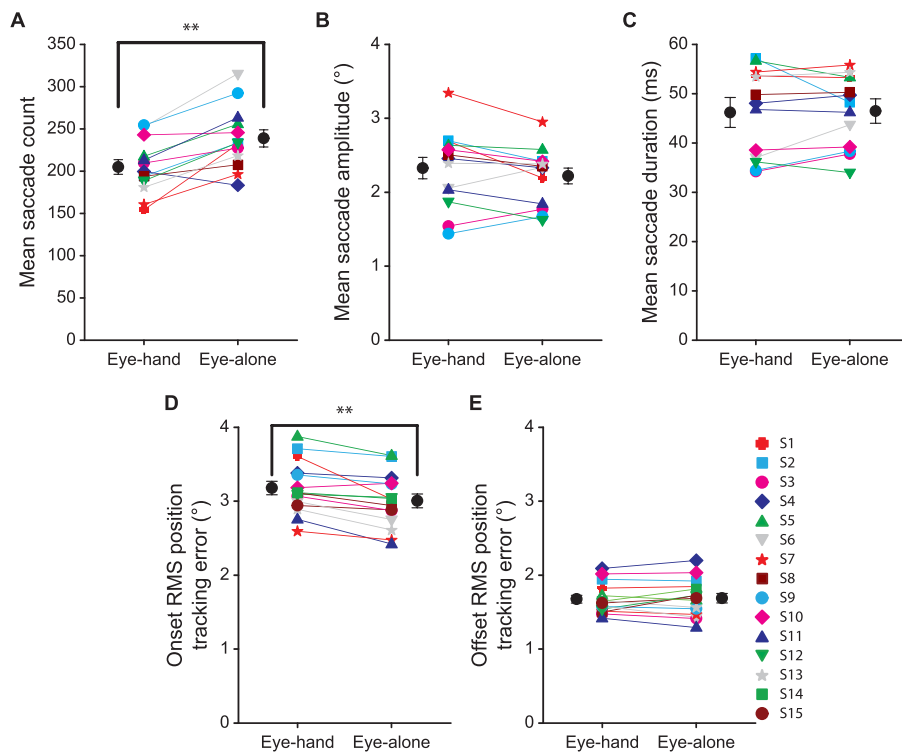 A
**
Mean saccade count
350
300
250
200
150
100
50
0
Eye-hand Eye-alone
B
Mean saccade amplitude (°)
4
3
2
1
0
Eye-hand Eye-alone
C
Mean saccade duration (ms)
60
50
40
30
20
10
0
Eye-hand Eye-alone
D
**
Onset RMS position
tracking error (°)
4
3
2
1
0
Eye-hand Eye-alone
E
Offset RMS position
tracking error (°)
4
3
2
1
0
Eye-hand Eye-alone
S1
S2
S3
S4
S5
S6
S7
S8
S9
S10
S11
S12
S13
S14
S15